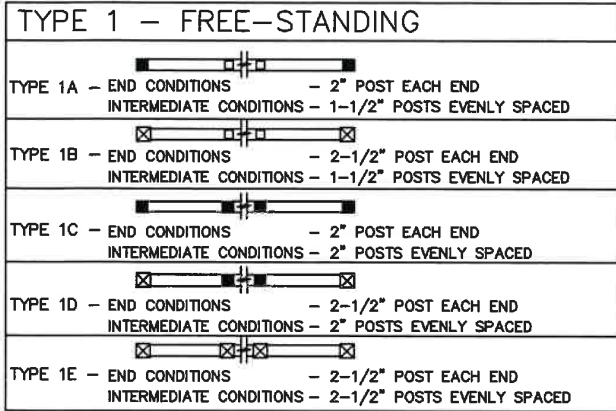 TYPE 1 – FREE–STANDING
TYPE 1A – END CONDITIONS – 2" POST EACH END
INTERMEDIATE CONDITIONS – 1–1/2" POSTS EVENLY SPACED
TYPE 1B – END CONDITIONS – 2–1/2" POST EACH END
INTERMEDIATE CONDITIONS – 1–1/2" POSTS EVENLY SPACED
TYPE 1C – END CONDITIONS – 2" POST EACH END
INTERMEDIATE CONDITIONS – 2" POSTS EVENLY SPACED
TYPE 1D – END CONDITIONS – 2–1/2" POST EACH END
INTERMEDIATE CONDITIONS – 2" POSTS EVENLY SPACED
TYPE 1E – END CONDITIONS – 2–1/2" POST EACH END
INTERMEDIATE CONDITIONS – 2–1/2" POSTS EVENLY SPACED